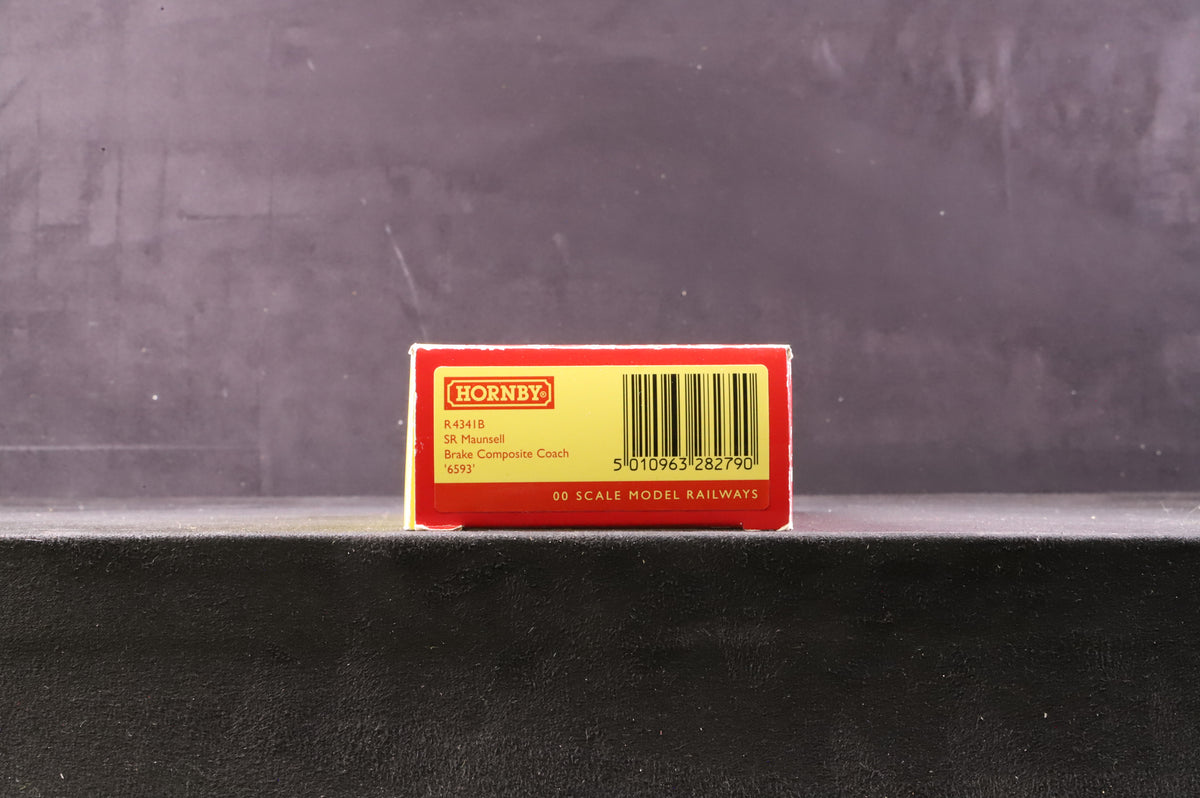 HORNBY®
R4341B
SR Maunsell
Brake Composite Coach
'6593'
5 010963 282790
00 SCALE MODEL RAILWAYS